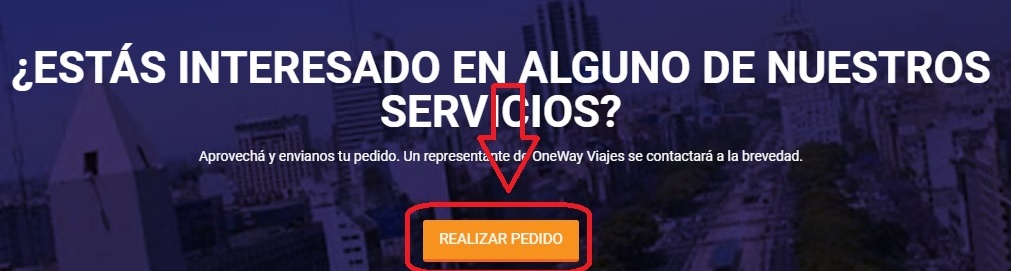 ¿ESTÁS INTERESADO EN ALGUNO DE NUESTROS
SERVICIOS?
Aprovechá y envianos tu pedido. Un representante de OneWay Viajes se contactará a la brevedad.
REALIZAR PEDIDO